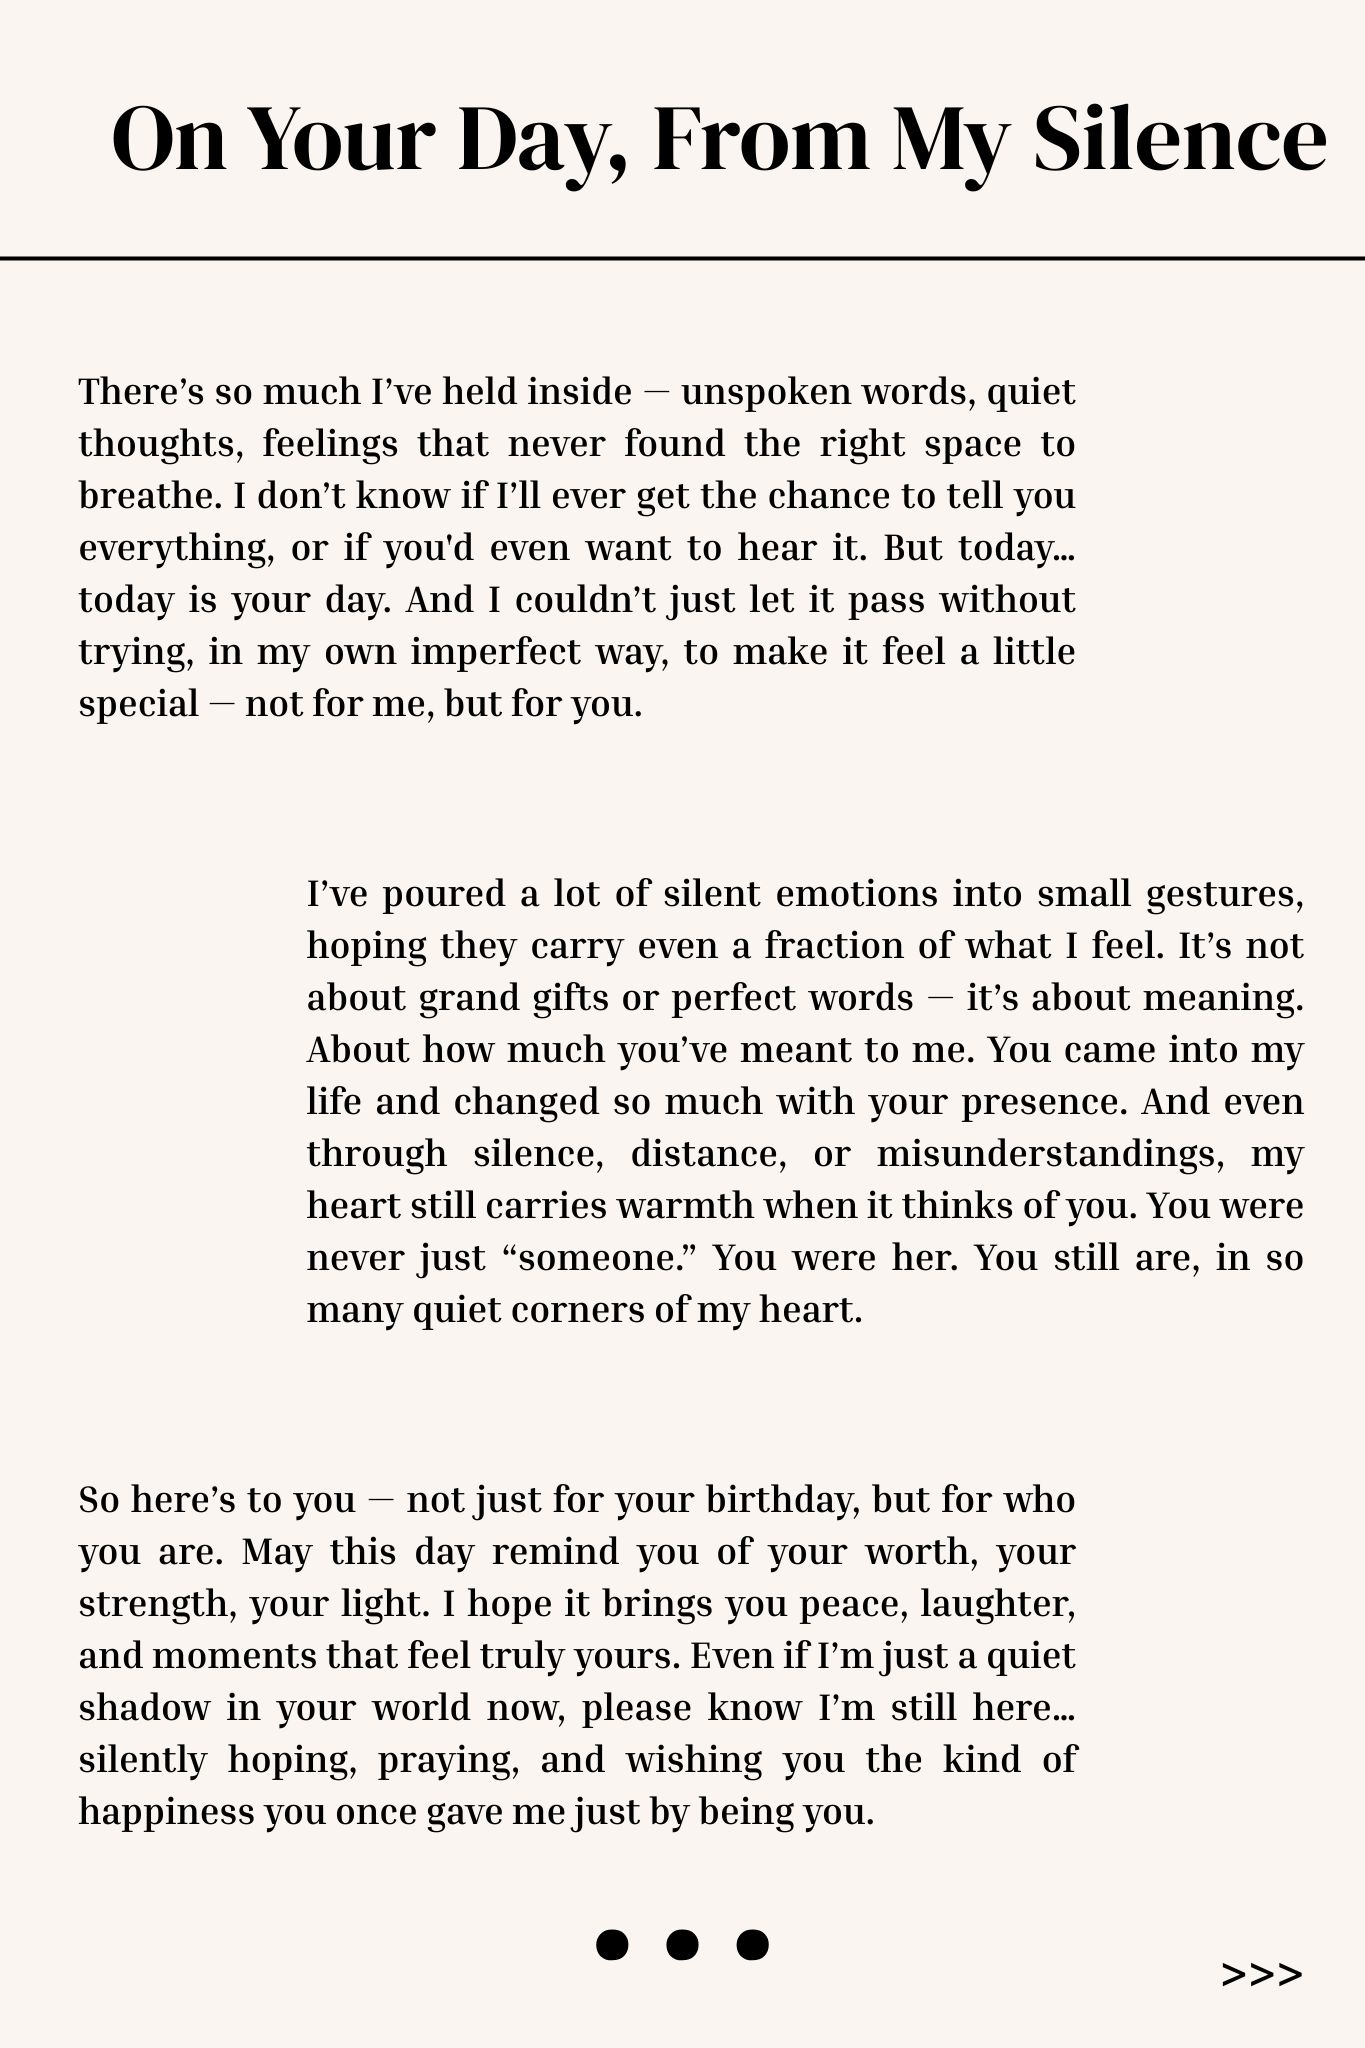 On Your Day, From My Silence
There’s so much I’ve held inside — unspoken words, quiet
thoughts, feelings that never found the right space to
breathe. I don’t know if I’ll ever get the chance to tell you
everything, or if you'd even want to hear it. But today…
today is your day. And I couldn’t just let it pass without
trying, in my own imperfect way, to make it feel a little
special — not for me, but for you.
I’ve poured a lot of silent emotions into small gestures,
hoping they carry even a fraction of what I feel. It’s not
about grand gifts or perfect words — it’s about meaning.
About how much you’ve meant to me. You came into my
life and changed so much with your presence. And even
through silence, distance, or misunderstandings, my
heart still carries warmth when it thinks of you. You were
never just “someone.” You were her. You still are, in so
many quiet corners of my heart.
So here’s to you — not just for your birthday, but for who
you are. May this day remind you of your worth, your
strength, your light. I hope it brings you peace, laughter,
and moments that feel truly yours. Even if I’m just a quiet
shadow in your world now, please know I’m still here…
silently hoping, praying, and wishing you the kind of
happiness you once gave me just by being you.
● ● ●
>>>